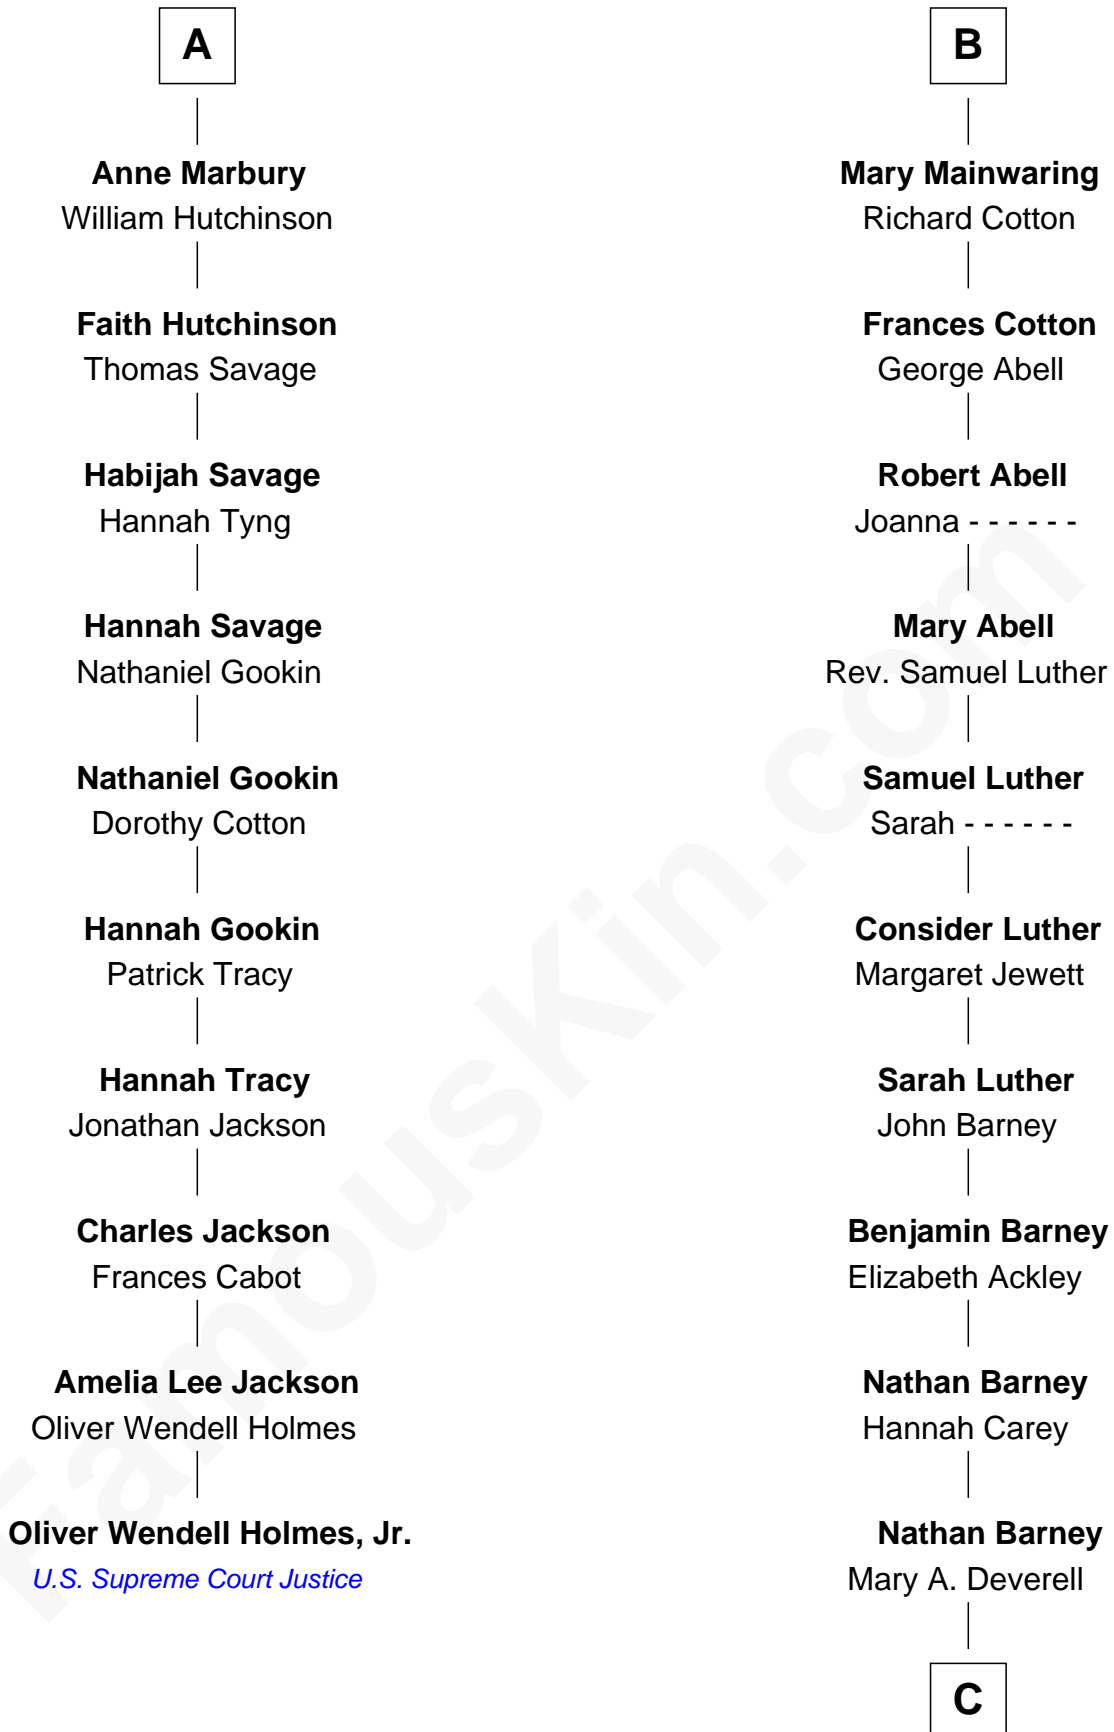 A
Anne Marbury
William Hutchinson
Faith Hutchinson
Thomas Savage
Habijah Savage
Hannah Tyng
Hannah Savage
Nathaniel Gookin
Nathaniel Gookin
Dorothy Cotton
Hannah Gookin
Patrick Tracy
Hannah Tracy
Jonathan Jackson
Charles Jackson
Frances Cabot
Amelia Lee Jackson
Oliver Wendell Holmes
Oliver Wendell Holmes, Jr.
U.S. Supreme Court Justice
B
Mary Mainwaring
Richard Cotton
Frances Cotton
George Abell
Robert Abell
Joanna - - - - - -
Mary Abell
Rev. Samuel Luther
Samuel Luther
Sarah - - - - - -
Consider Luther
Margaret Jewett
Sarah Luther
John Barney
Benjamin Barney
Elizabeth Ackley
Nathan Barney
Hannah Carey
Nathan Barney
Mary A. Deverell
C
FamousKin.com